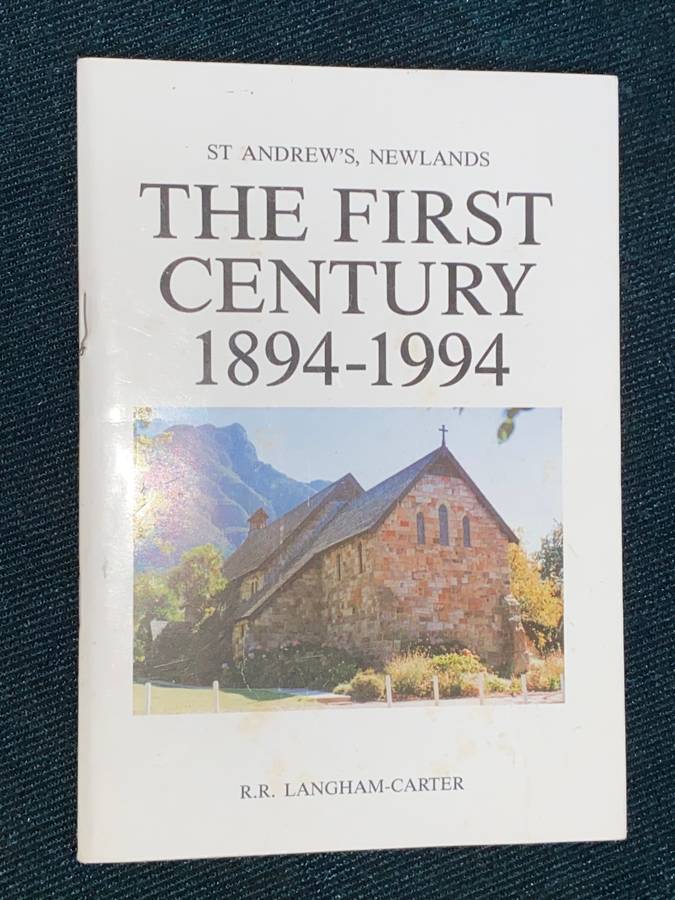 ST ANDREW'S, NEWLANDS
THE FIRST
CENTURY
1894-1994
R.R. LANGHAM-CARTER